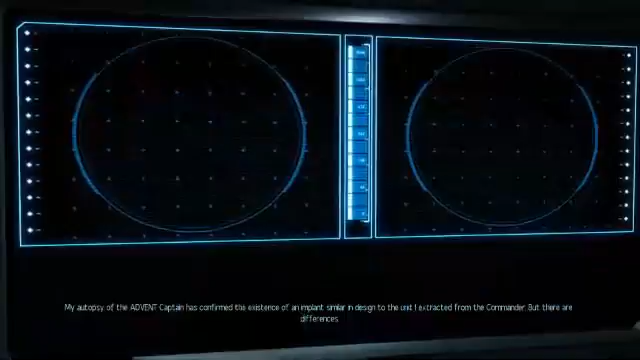 My autopsy of the ADVENT Captain has confirmed the existence of an implant similar in design to the unit I extracted from the Commander. But there are
differences